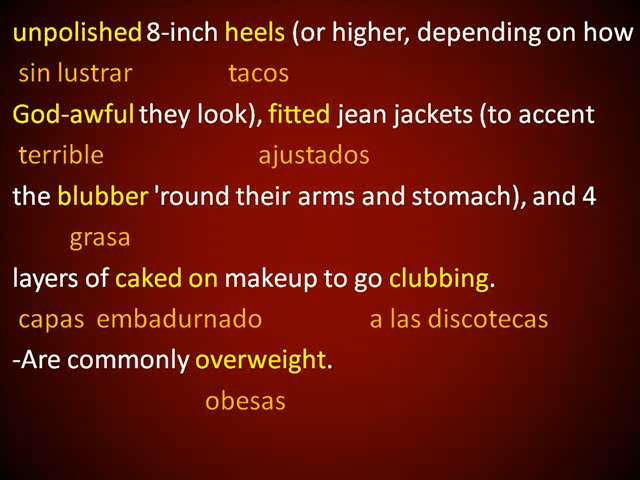 unpolished 8-inch heels (or higher, depending on how
sin lustrar tacos
God-awful they look), fitted jean jackets (to accent
terrible ajustados
the blubber 'round their arms and stomach), and 4
grasa
layers of caked on makeup to go clubbing.
capas embadurnado a las discotecas
-Are commonly overweight.
obesas